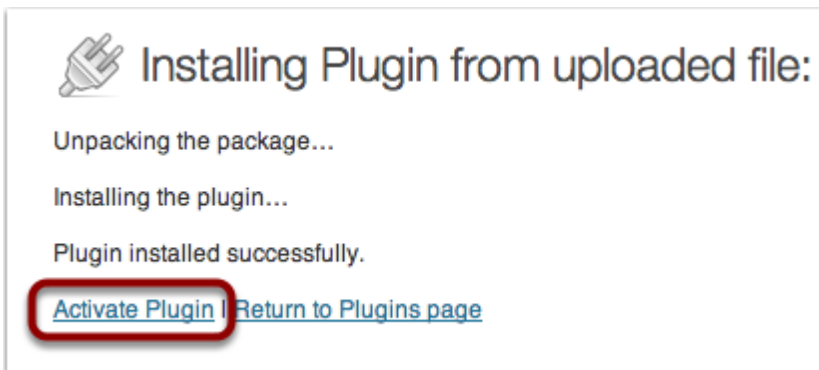 Installing Plugin from uploaded file:
Unpacking the package…
Installing the plugin…
Plugin installed successfully.
Activate Plugin | Return to Plugins page